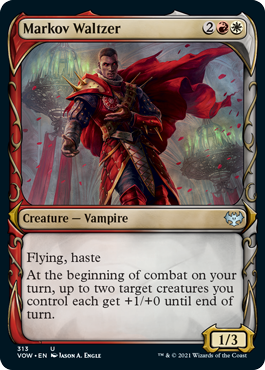 Markov Waltzer 2
Creature — Vampire
Flying, haste
At the beginning of combat on your
turn, up to two target creatures you
control each get +1/+0 until end of
turn.
1/3
313 U
VOW • EN JASON A. ENGLE
™ & © 2021 Wizards of the Coast